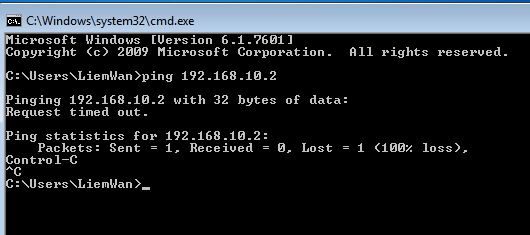 C:\Windows\system32\cmd.exe
Microsoft Windows [Version 6.1.7601]
Copyright (c) 2009 Microsoft Corporation.  All rights reserved.
C:\Users\LiemWan>ping 192.168.10.2
Pinging 192.168.10.2 with 32 bytes of data:
Request timed out.
Ping statistics for 192.168.10.2:
    Packets: Sent = 1, Received = 0, Lost = 1 (100% loss),
Control-C
^C
C:\Users\LiemWan>_